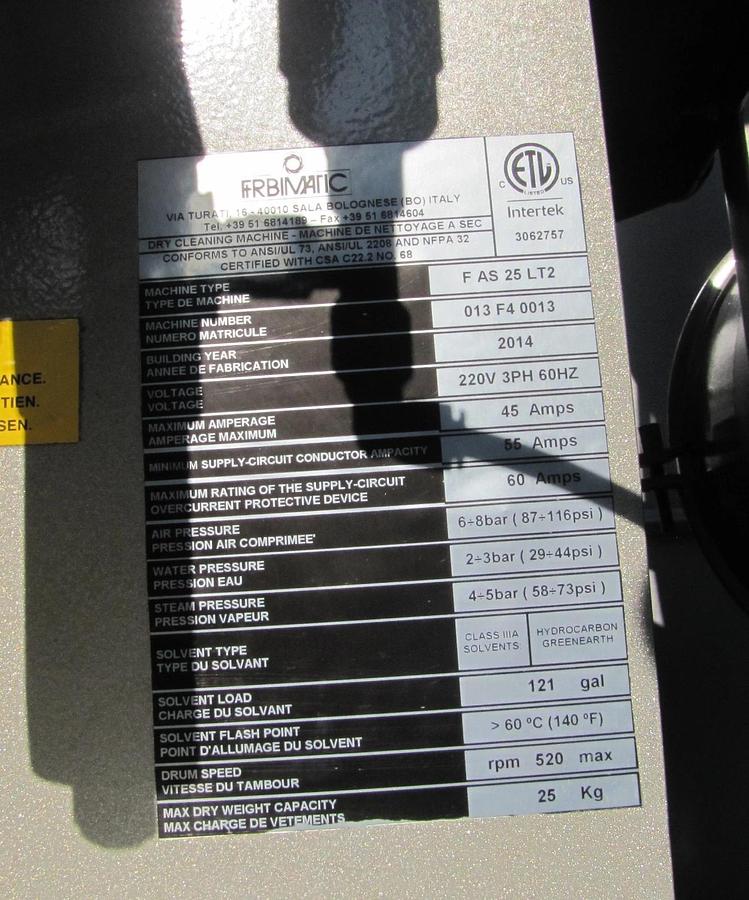 FIRBIMATIC
VIA TURATI, 16 - 40010 SALA BOLOGNESE (BO) ITALY
Tel. +39 51 6814189 – Fax +39 51 6814604
DRY CLEANING MACHINE - MACHINE DE NETTOYAGE A SEC
CONFORMS TO ANSI/UL 73, ANSI/UL 2208 AND NFPA 32
CERTIFIED WITH CSA C22.2 NO. 68
C ETL US
LISTED
Intertek
3062757
MACHINE TYPE
TYPE DE MACHINE
F AS 25 LT2
MACHINE NUMBER
NUMERO MATRICULE
013 F4 0013
BUILDING YEAR
ANNEE DE FABRICATION
2014
VOLTAGE
VOLTAGE
220V 3PH 60HZ
MAXIMUM AMPERAGE
AMPERAGE MAXIMUM
45 Amps
MINIMUM SUPPLY-CIRCUIT CONDUCTOR AMPACITY
55 Amps
MAXIMUM RATING OF THE SUPPLY-CIRCUIT
OVERCURRENT PROTECTIVE DEVICE
60 Amps
AIR PRESSURE
PRESSION AIR COMPRIMEE'
6÷8bar ( 87÷116psi )
WATER PRESSURE
PRESSION EAU
2÷3bar ( 29÷44psi )
STEAM PRESSURE
PRESSION VAPEUR
4÷5bar ( 58÷73psi )
SOLVENT TYPE
TYPE DU SOLVANT
CLASS IIIA
SOLVENTS:
HYDROCARBON
GREENEARTH
SOLVENT LOAD
CHARGE DU SOLVANT
121 gal
SOLVENT FLASH POINT
POINT D'ALLUMAGE DU SOLVENT
> 60 ºC (140 ºF)
DRUM SPEED
VITESSE DU TAMBOUR
rpm 520 max
MAX DRY WEIGHT CAPACITY
MAX CHARGE DE VETEMENTS
25 Kg
ANCE.
TIEN.
SEN.